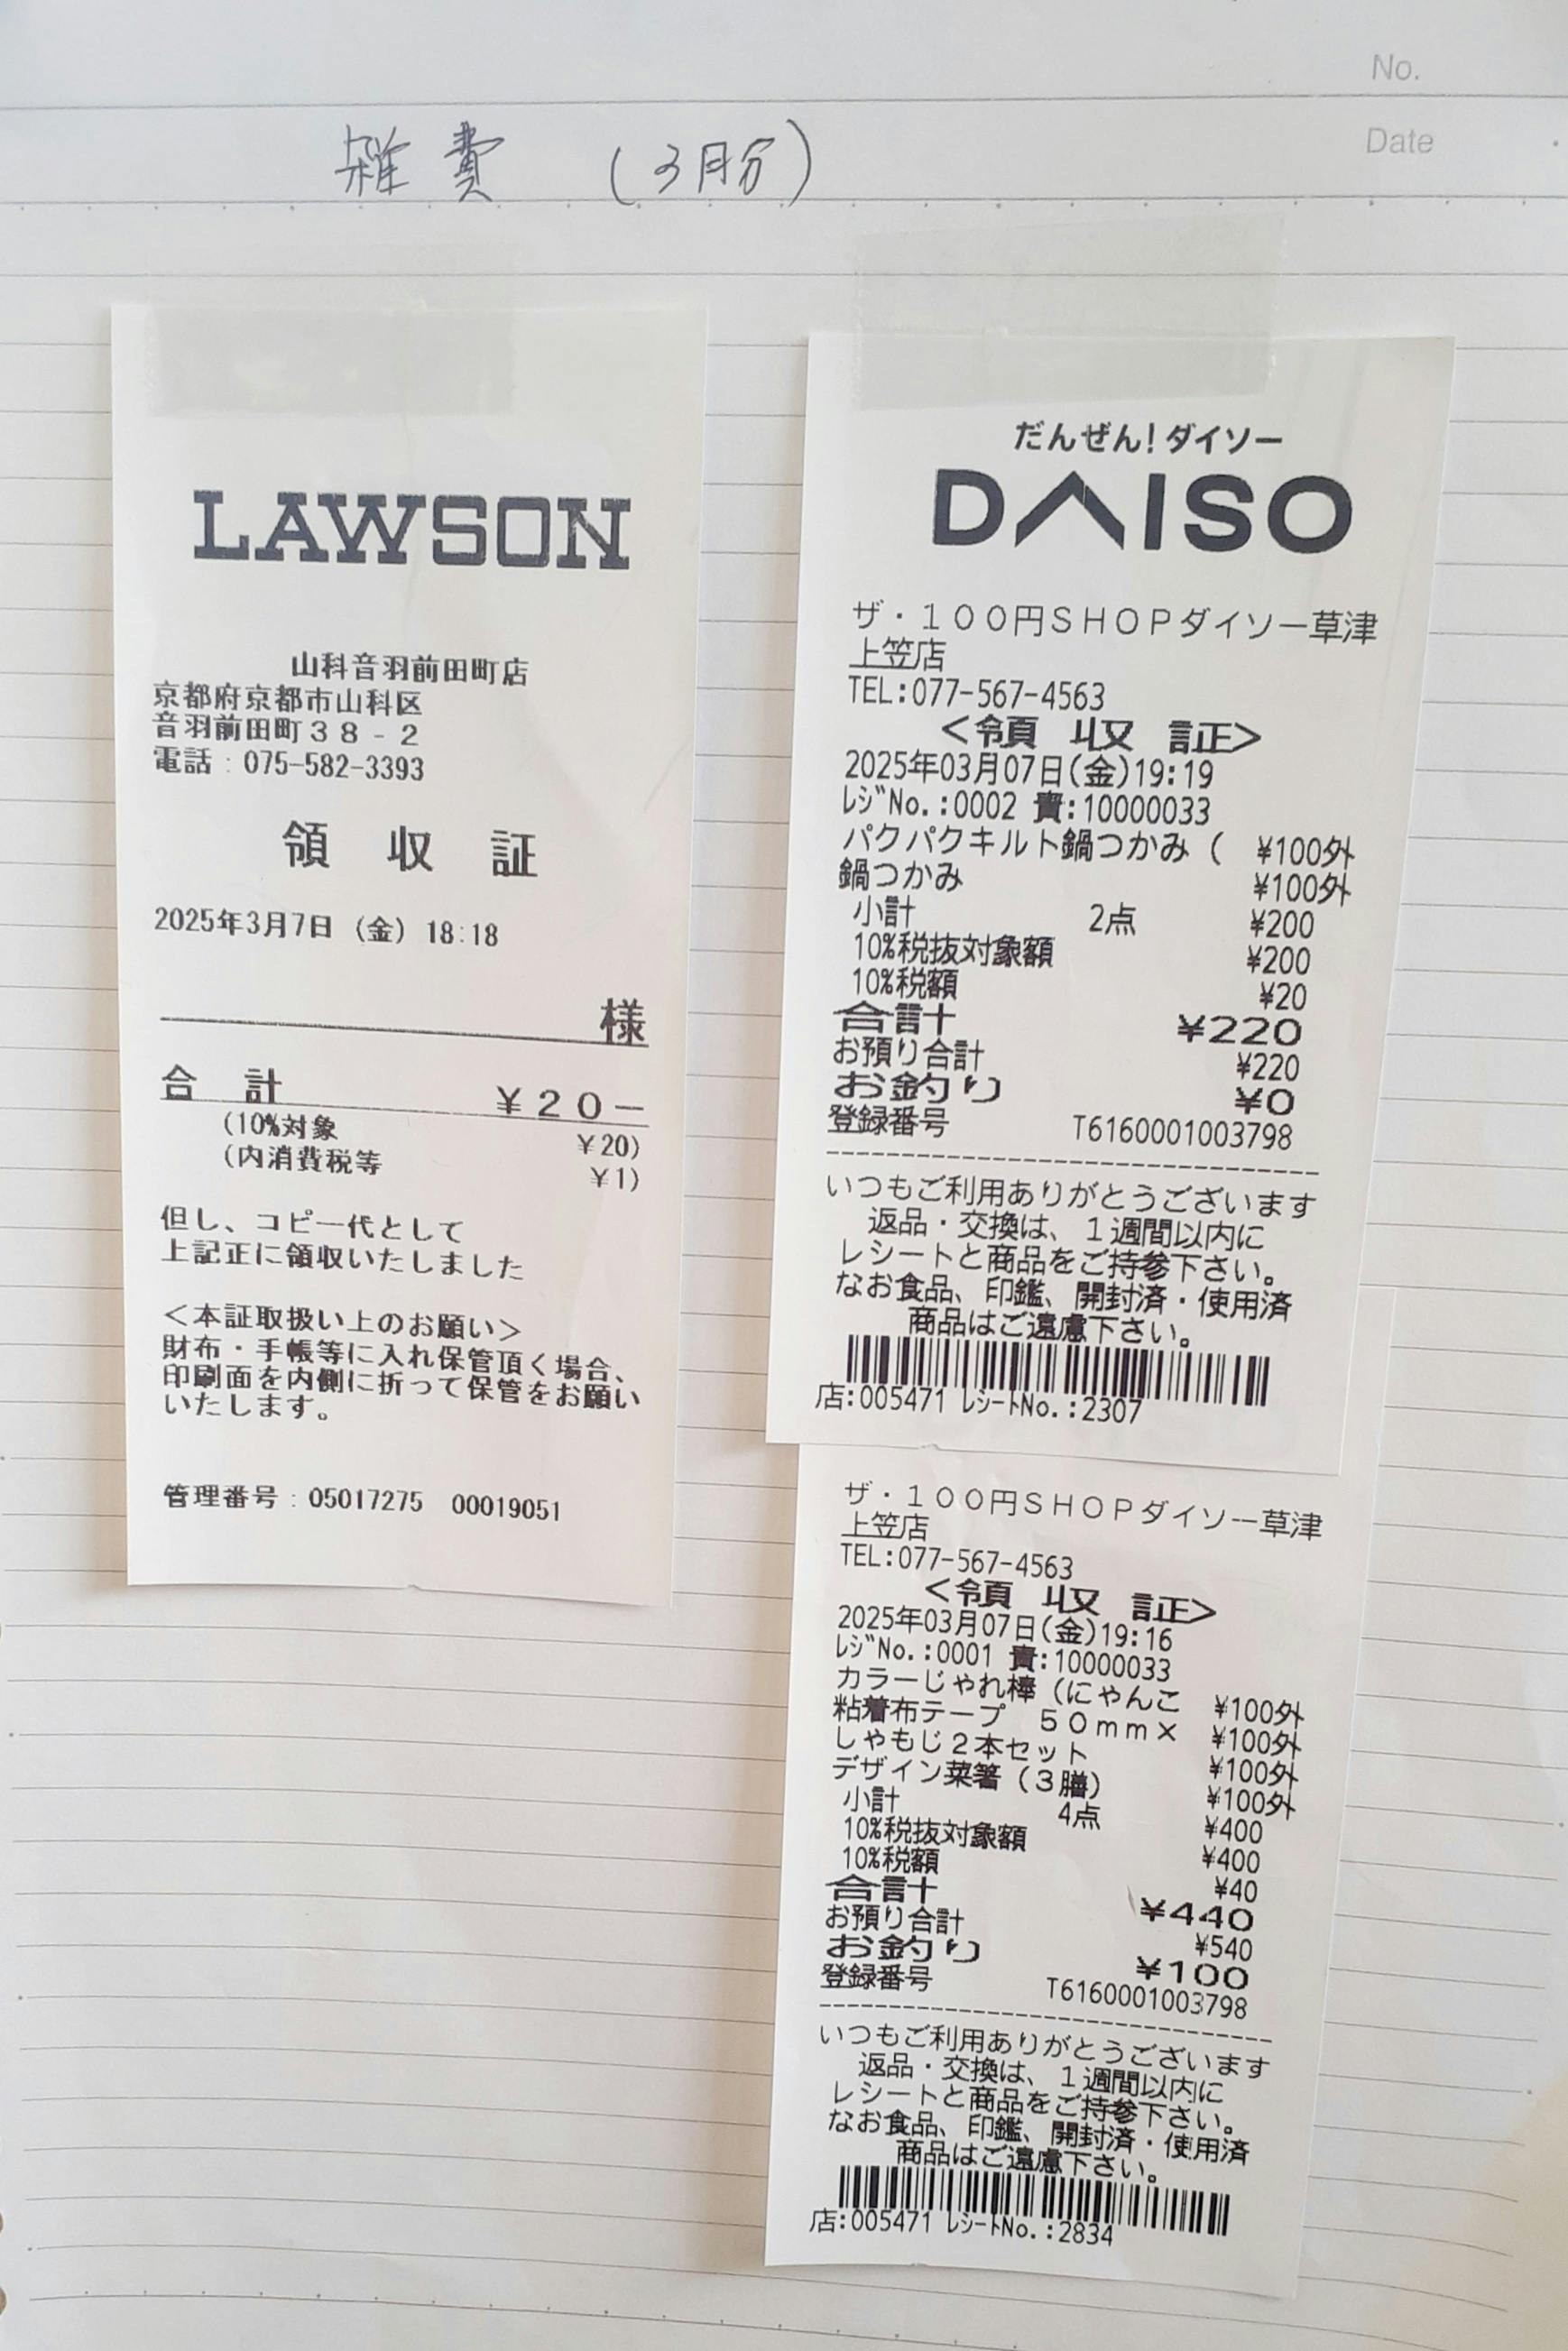 No.
Date
雑費 (3月分)
LAWSON
山科音羽前田町店
京都府京都市山科区
音羽前田町38-2
電話:075-582-3393
領 収 証
2025年3月7日 (金) 18:18
様
合 計 ¥20-
(10%対象 ¥20)
(内消費税等 ¥1)
但し、コピー代として
上記正に領収いたしました
<本証取扱い上のお願い>
財布・手帳等に入れ保管頂く場合、
印刷面を内側に折って保管をお願い
いたします。
管理番号:05017275 00019051
だんぜん!ダイソー
DAISO
ザ・100円SHOPダイソー草津
上笠店
TEL:077-567-4563
<領 収 証>
2025年03月07日(金)19:19
レジNo.:0002 責:10000033
パクパクキルト鍋つかみ( ¥100外
鍋つかみ ¥100外
小計 2点 ¥200
10%税抜対象額 ¥200
10%税額 ¥20
合計 ¥220
お預り合計 ¥220
お釣り ¥0
登録番号 T6160001003798
いつもご利用ありがとうございます
返品・交換は、1週間以内に
レシートと商品をご持参下さい。
なお食品、印鑑、開封済・使用済
商品はご遠慮下さい。
店:005471 レシートNo.:2307
ザ・100円SHOPダイソー草津
上笠店
TEL:077-567-4563
<領 収 証>
2025年03月07日(金)19:16
レジNo.:0001 責:10000033
カラーじゃれ棒(にゃんこ ¥100外
粘着布テープ 50mm× ¥100外
しゃもじ2本セット ¥100外
デザイン菜箸(3膳) ¥100外
小計 4点 ¥400
10%税抜対象額 ¥400
10%税額 ¥40
合計 ¥440
お預り合計 ¥540
お釣り ¥100
登録番号 T6160001003798
いつもご利用ありがとうございます
返品・交換は、1週間以内に
レシートと商品をご持参下さい。
なお食品、印鑑、開封済・使用済
商品はご遠慮下さい。
店:005471 レシートNo.:2834